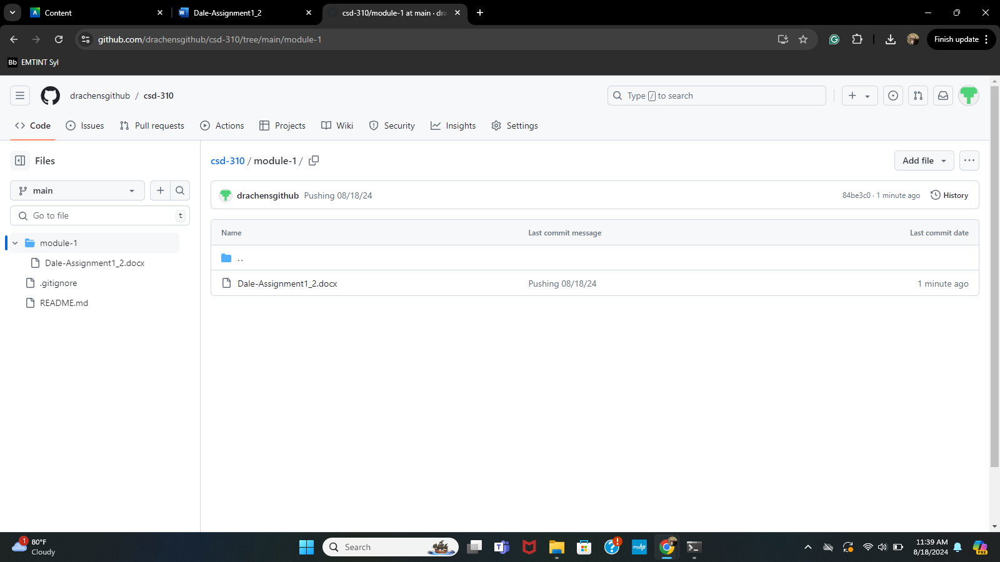 Content
Dale-Assignment1_2
csd-310/module-1 at main · dra
github.com/drachensgithub/csd-310/tree/main/module-1
Finish update
Bb EMTINT Syl
drachensgithub / csd-310
Type / to search
Code
Issues
Pull requests
Actions
Projects
Wiki
Security
Insights
Settings
Files
csd-310 / module-1 /
Add file
main
drachensgithub Pushing 08/18/24
84be3c0 · 1 minute ago
History
Go to file
t
Name
Last commit message
Last commit date
module-1
..
Dale-Assignment1_2.docx
.gitignore
README.md
Dale-Assignment1_2.docx
Pushing 08/18/24
1 minute ago
1
80°F
Cloudy
Search
myhp
11:39 AM
8/18/2024
PRE